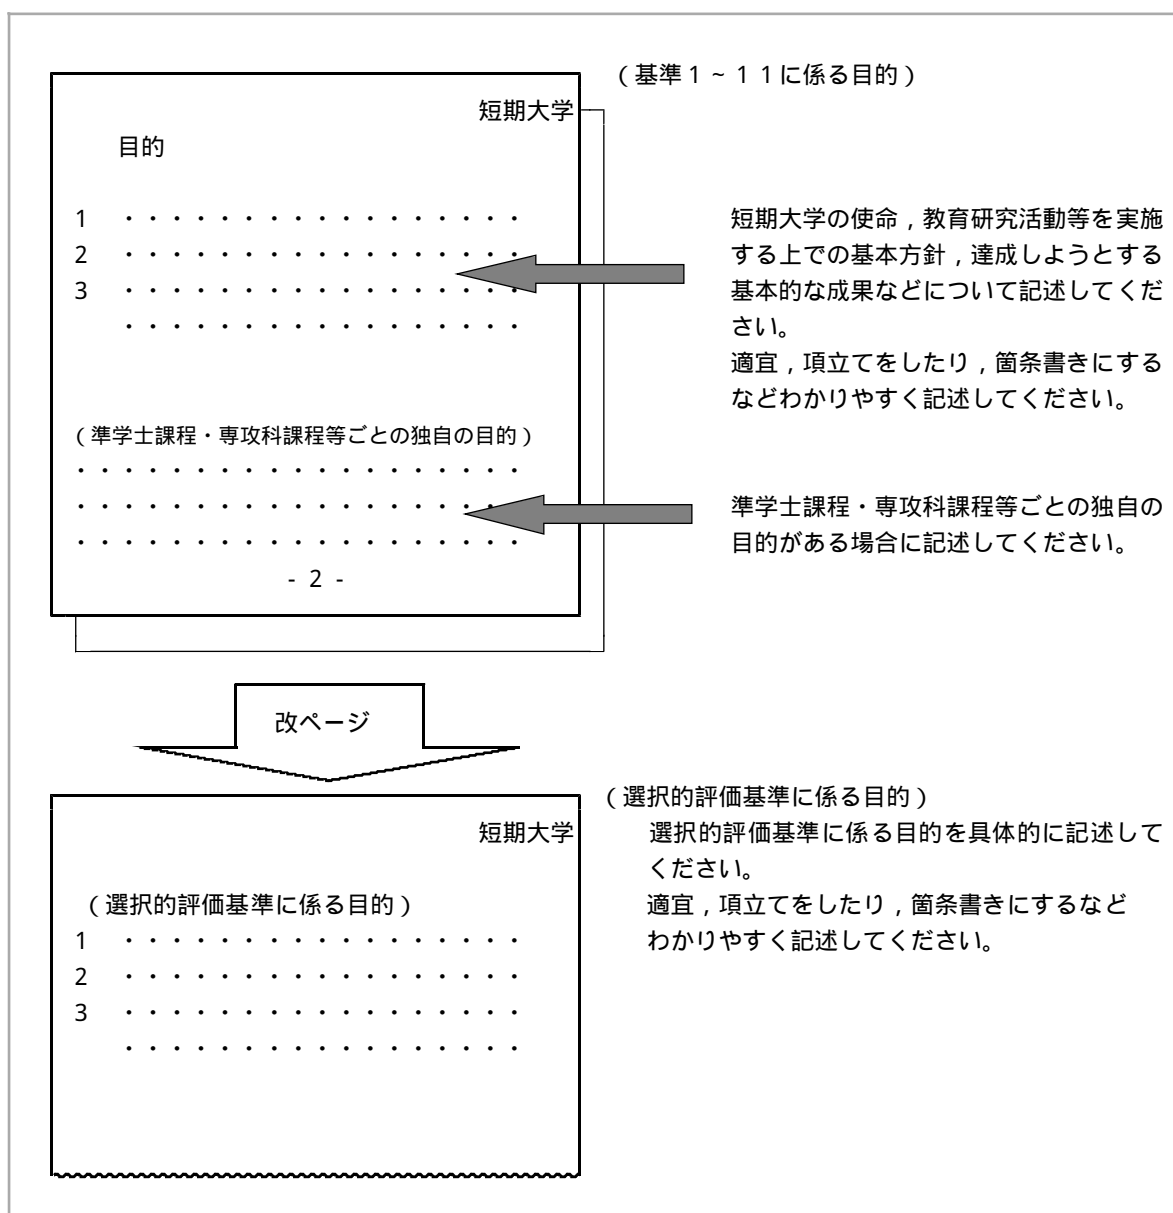 （基準１～１１に係る目的）
短期大学
目的
1 ・・・・・・・・・・・・・・・・・
2 ・・・・・・・・・・・・・・・・・
3 ・・・・・・・・・・・・・・・・・
・・・・・・・・・・・・・・・・・
短期大学の使命，教育研究活動等を実施
する上での基本方針，達成しようとする
基本的な成果などについて記述してくだ
さい。
適宜，項立てをしたり，箇条書きにする
などわかりやすく記述してください。
（準学士課程・専攻科課程等ごとの独自の目的）
・・・・・・・・・・・・・・・・・・・
・・・・・・・・・・・・・・・・・・・
・・・・・・・・・・・・・・・・・・・
- 2 -
準学士課程・専攻科課程等ごとの独自の
目的がある場合に記述してください。
改ページ
短期大学
（選択的評価基準に係る目的）
1 ・・・・・・・・・・・・・・・・・
2 ・・・・・・・・・・・・・・・・・
3 ・・・・・・・・・・・・・・・・・
・・・・・・・・・・・・・・・・・
（選択的評価基準に係る目的）
選択的評価基準に係る目的を具体的に記述して
ください。
適宜，項立てをしたり，箇条書きにするなど
わかりやすく記述してください。